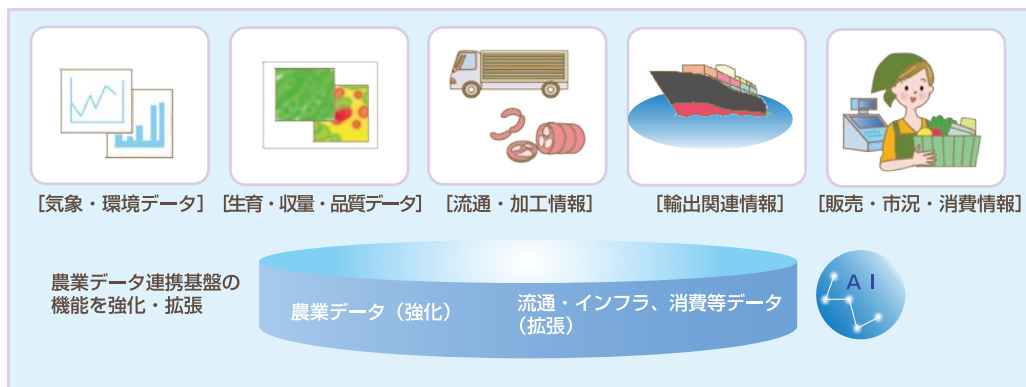 [気象・環境データ]
[生育・収量・品質データ]
[流通・加工情報]
[輸出関連情報]
[販売・市況・消費情報]
農業データ連携基盤の
機能を強化・拡張
農業データ（強化）
流通・インフラ、消費等データ
（拡張）
AI